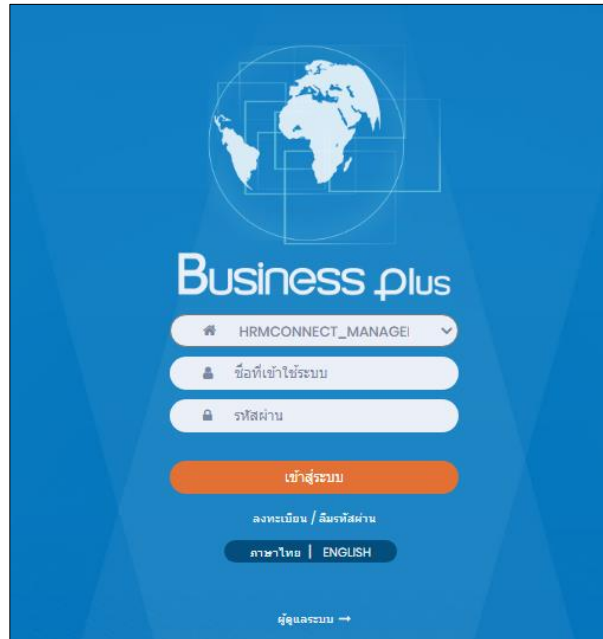 Business Plus
HRMCONNECT_MANAGE
ชื่อที่เข้าใช้ระบบ
รหัสผ่าน
เข้าสู่ระบบ
ลงทะเบียน / ลืมรหัสผ่าน
ภาษาไทย | ENGLISH
ผู้ดูแลระบบ →